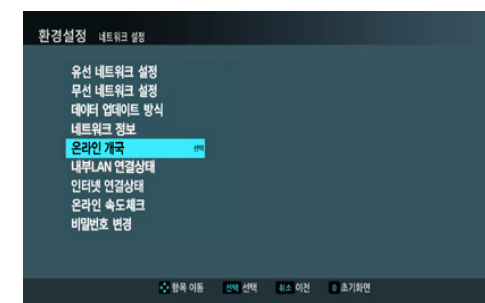 환경설정 네트워크 설정
유선 네트워크 설정
무선 네트워크 설정
데이터 업데이트 방식
네트워크 정보
온라인 개국 선택
내부LAN 연결상태
인터넷 연결상태
온라인 속도체크
비밀번호 변경
항목 이동 선택 선택 취소 이전 0 초기화면